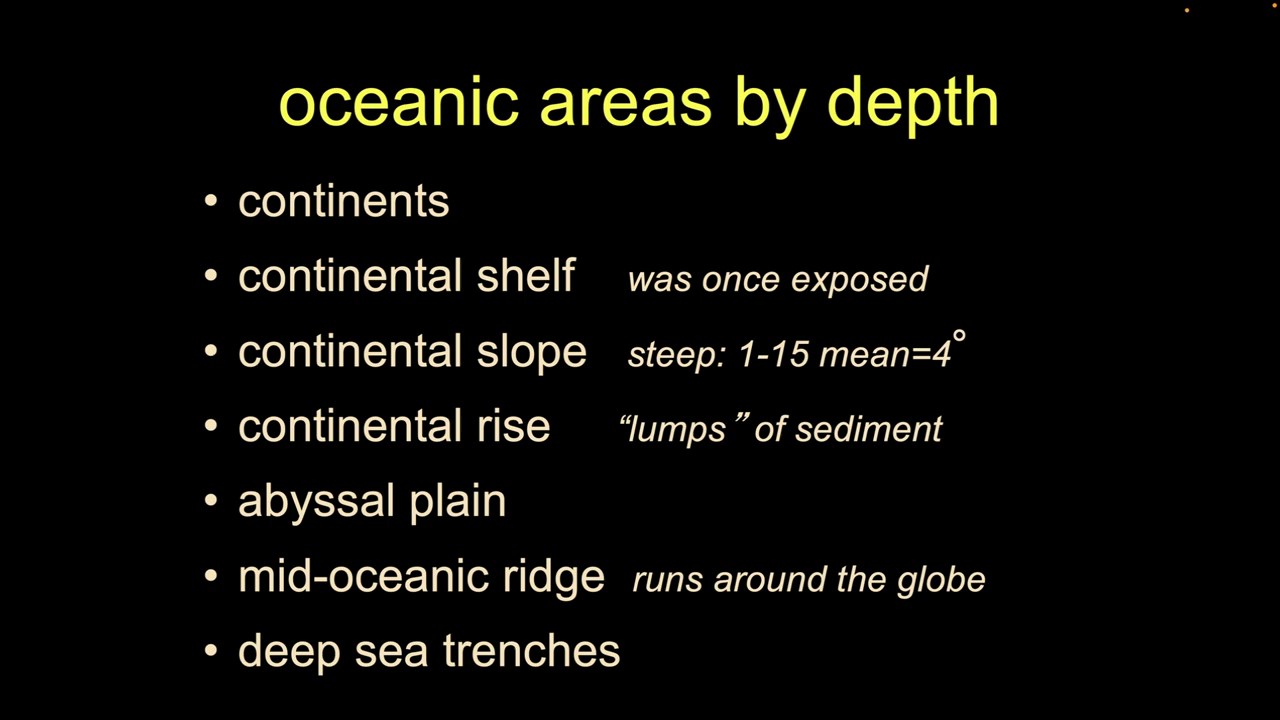 oceanic areas by depth
• continents
• continental shelf was once exposed
• continental slope steep: 1-15 mean=4°
• continental rise “lumps” of sediment
• abyssal plain
• mid-oceanic ridge runs around the globe
• deep sea trenches